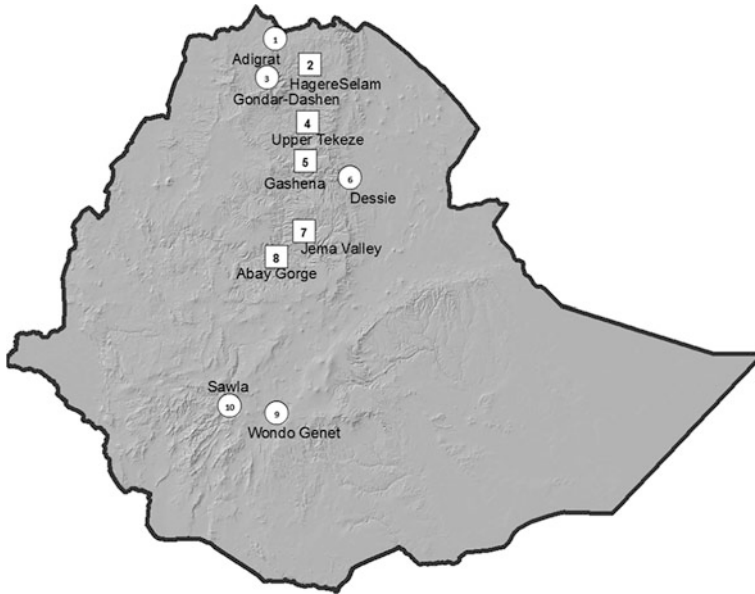 1
Adigrat
2
HagereSelam
3
Gondar-Dashen
4
Upper Tekeze
5
Gashena
6
Dessie
7
Jema Valley
8
Abay Gorge
Sawla
10
9
Wondo Genet